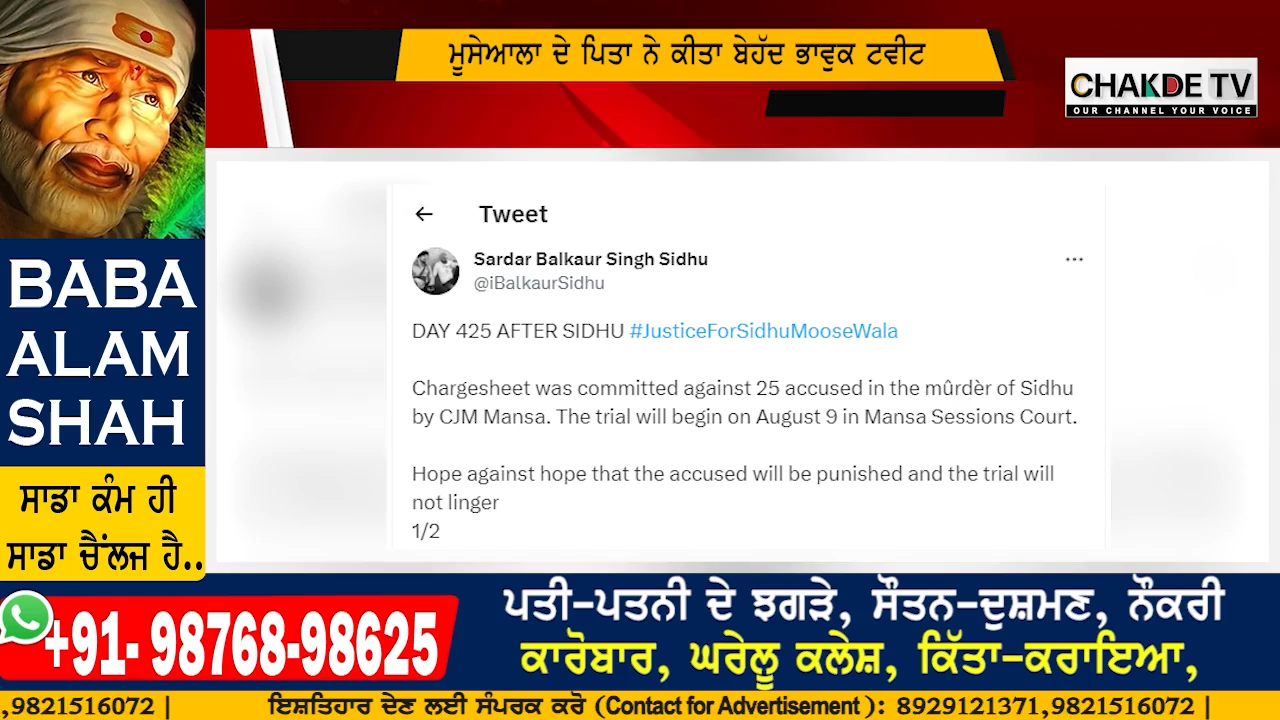 ਮੂਸੇਆਲਾ ਦੇ ਪਿਤਾ ਨੇ ਕੀਤਾ ਬੇਹੱਦ ਭਾਵੁਕ ਟਵੀਟ
CHAKDE TV
OUR CHANNEL YOUR VOICE
← Tweet
Sardar Balkaur Singh Sidhu
@iBalkaurSidhu
DAY 425 AFTER SIDHU #JusticeForSidhuMooseWala
Chargesheet was committed against 25 accused in the mûrdèr of Sidhu
by CJM Mansa. The trial will begin on August 9 in Mansa Sessions Court.
Hope against hope that the accused will be punished and the trial will
not linger
1/2
BABA
ALAM
SHAH
ਸਾਡਾ ਕੰਮ ਹੀ
ਸਾਡਾ ਚੈਂਲਜ ਹੈ..
+91- 98768-98625
ਪਤੀ-ਪਤਨੀ ਦੇ ਝਗੜੇ, ਸੌਤਨ-ਦੁਸ਼ਮਣ, ਨੌਕਰੀ
ਕਾਰੋਬਾਰ, ਘਰੇਲੂ ਕਲੇਸ਼, ਕਿੱਤਾ-ਕਰਾਇਆ,
,9821516072 | ਇਸ਼ਤਿਹਾਰ ਦੇਣ ਲਈ ਸੰਪਰਕ ਕਰੋ (Contact for Advertisement ): 8929121371,9821516072 |